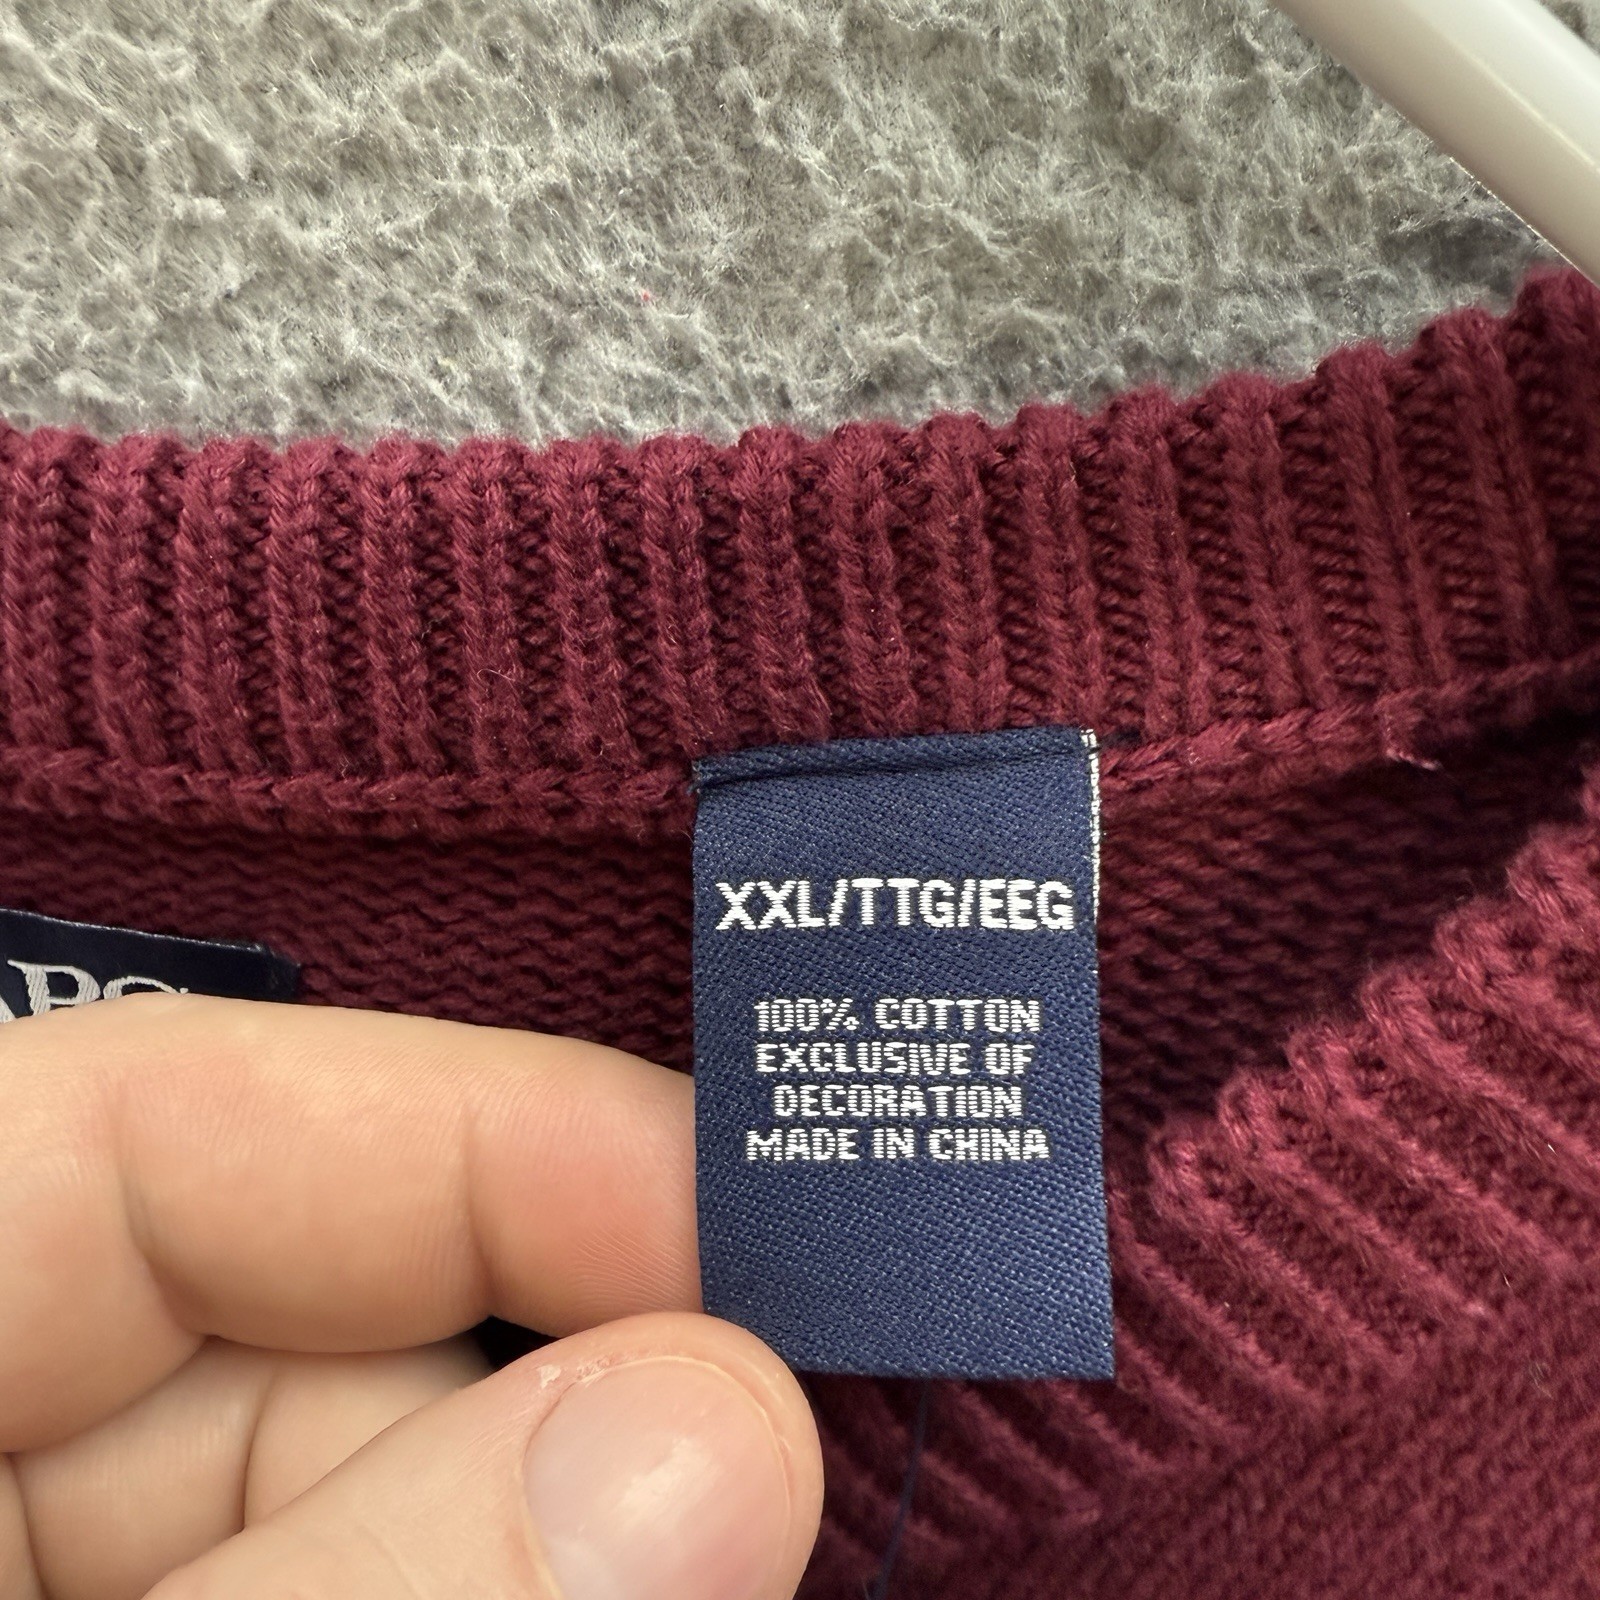 XXL/TTG/EEG
100% COTTON
EXCLUSIVE OF
DECORATION
MADE IN CHINA